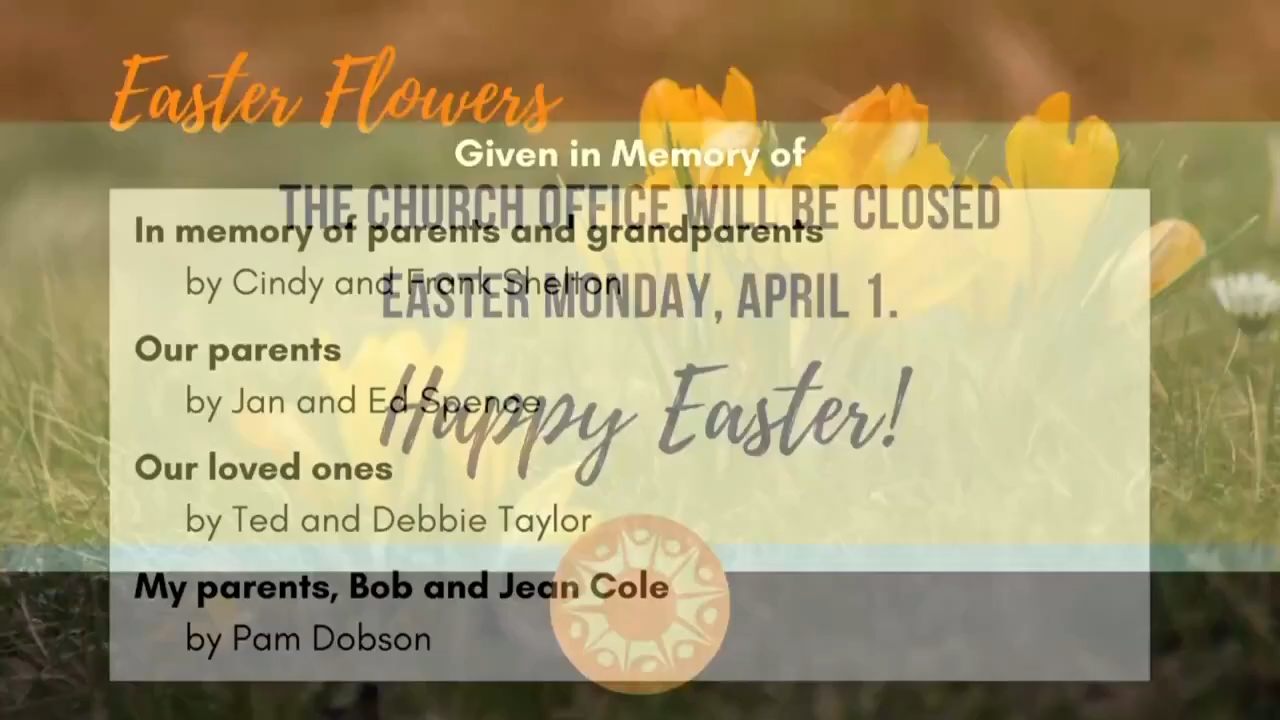 Easter Flowers
Given in Memory of
THE CHURCH OFFICE WILL BE CLOSED
In memory of parents and grandparents
by Cindy and Frank Shelton
EASTER MONDAY, APRIL 1.
Our parents
by Jan and Ed Spence
Happy Easter!
Our loved ones
by Ted and Debbie Taylor
My parents, Bob and Jean Cole
by Pam Dobson